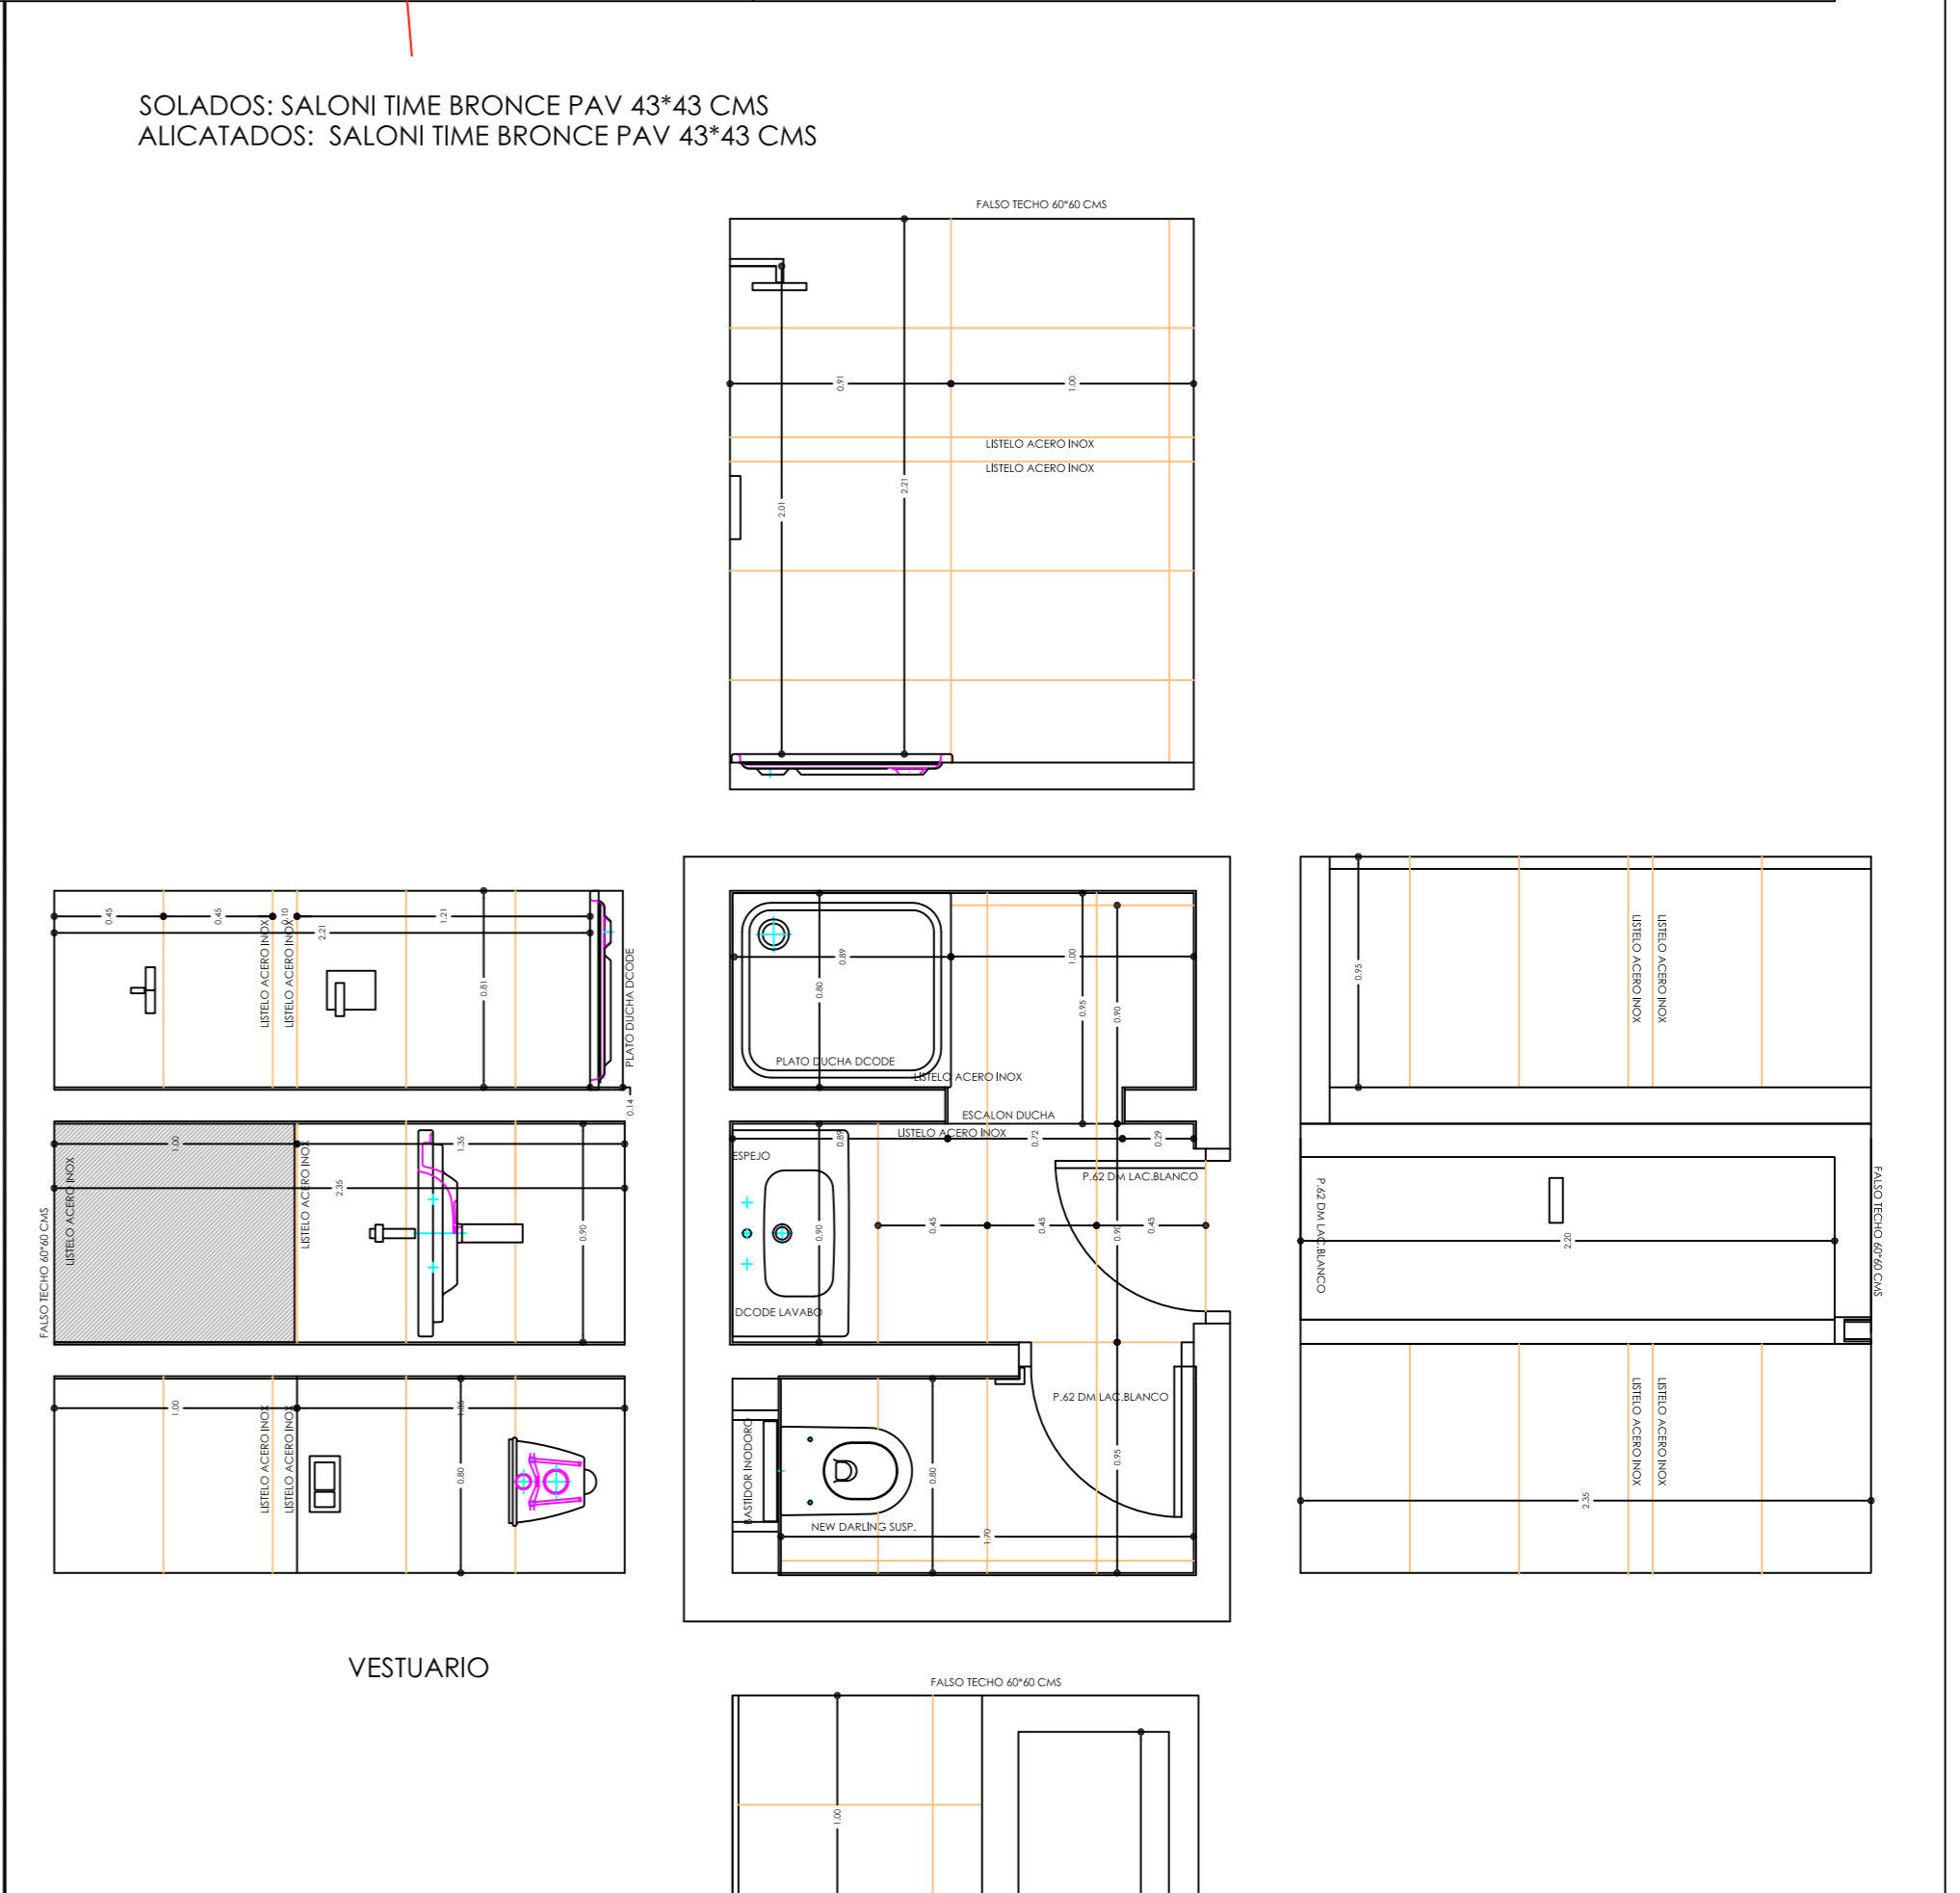 SOLADOS: SALONI TIME BRONCE PAV 43*43 CMS
ALICATADOS: SALONI TIME BRONCE PAV 43*43 CMS
FALSO TECHO 60*60 CMS
0.91
1.00
LISTELO ACERO INOX
LISTELO ACERO INOX
2.21
2.01
0.45
0.45
0.10
1.21
2.21
LISTELO ACERO INOX
LISTELO ACERO INOX
0.81
PLATO DUCHA DCODE
0.14
0.89
1.00
0.80
0.95
0.90
PLATO DUCHA DCODE
LISTELO ACERO INOX
ESCALON DUCHA
LISTELO ACERO INOX
0.95
LISTELO ACERO INOX
LISTELO ACERO INOX
1.00
1.35
2.35
LISTELO ACERO INOX
LISTELO ACERO INOX
FALSO TECHO 60*60 CMS
0.90
0.89
0.72
0.29
ESPEJO
P.62 DM LAC.BLANCO
0.45
0.45
0.45
0.90
0.90
DCODE LAVABO
P.62 DM LAC.BLANCO
2.20
FALSO TECHO 60*60 CMS
1.00
1.35
LISTELO ACERO INOX
LISTELO ACERO INOX
0.80
P.62 DM LAC.BLANCO
BASTIDOR INODORO
0.80
0.95
NEW DARLING SUSP.
1.70
LISTELO ACERO INOX
LISTELO ACERO INOX
2.35
VESTUARIO
FALSO TECHO 60*60 CMS
1.00